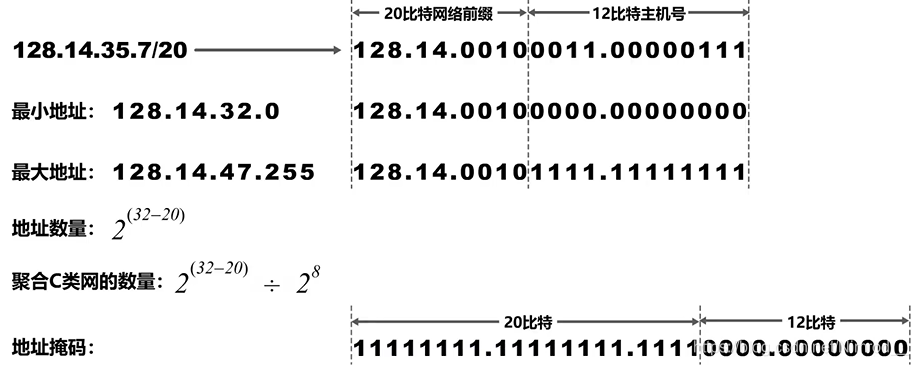 20比特网络前缀 12比特主机号
128.14.35.7/20 128.14.00100011.00000111
最小地址： 128.14.32.0 128.14.00100000.00000000
最大地址： 128.14.47.255 128.14.00101111.11111111
地址数量： 2^(32–20)
聚合C类网的数量： 2^(32–20) ÷ 2^8
20比特 12比特
地址掩码： 11111111.11111111.11110000.00000000